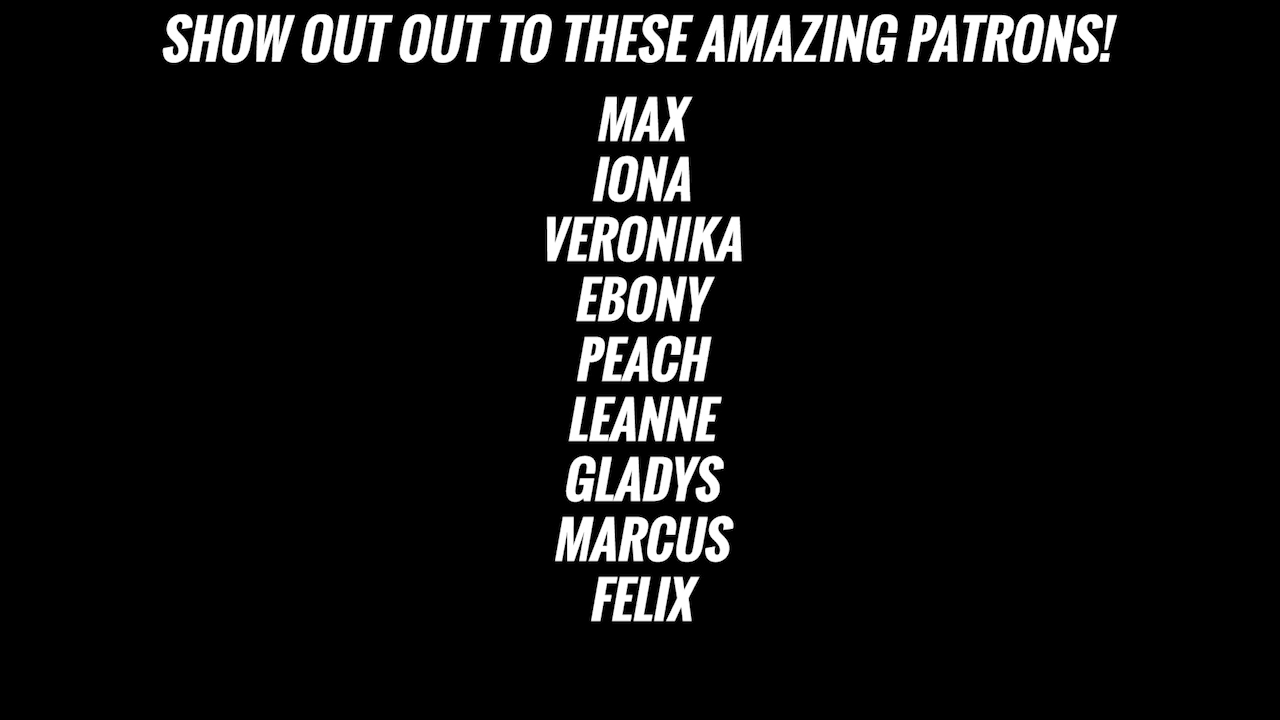 SHOW OUT OUT TO THESE AMAZING PATRONS!
MAX
IONA
VERONIKA
EBONY
PEACH
LEANNE
GLADYS
MARCUS
FELIX